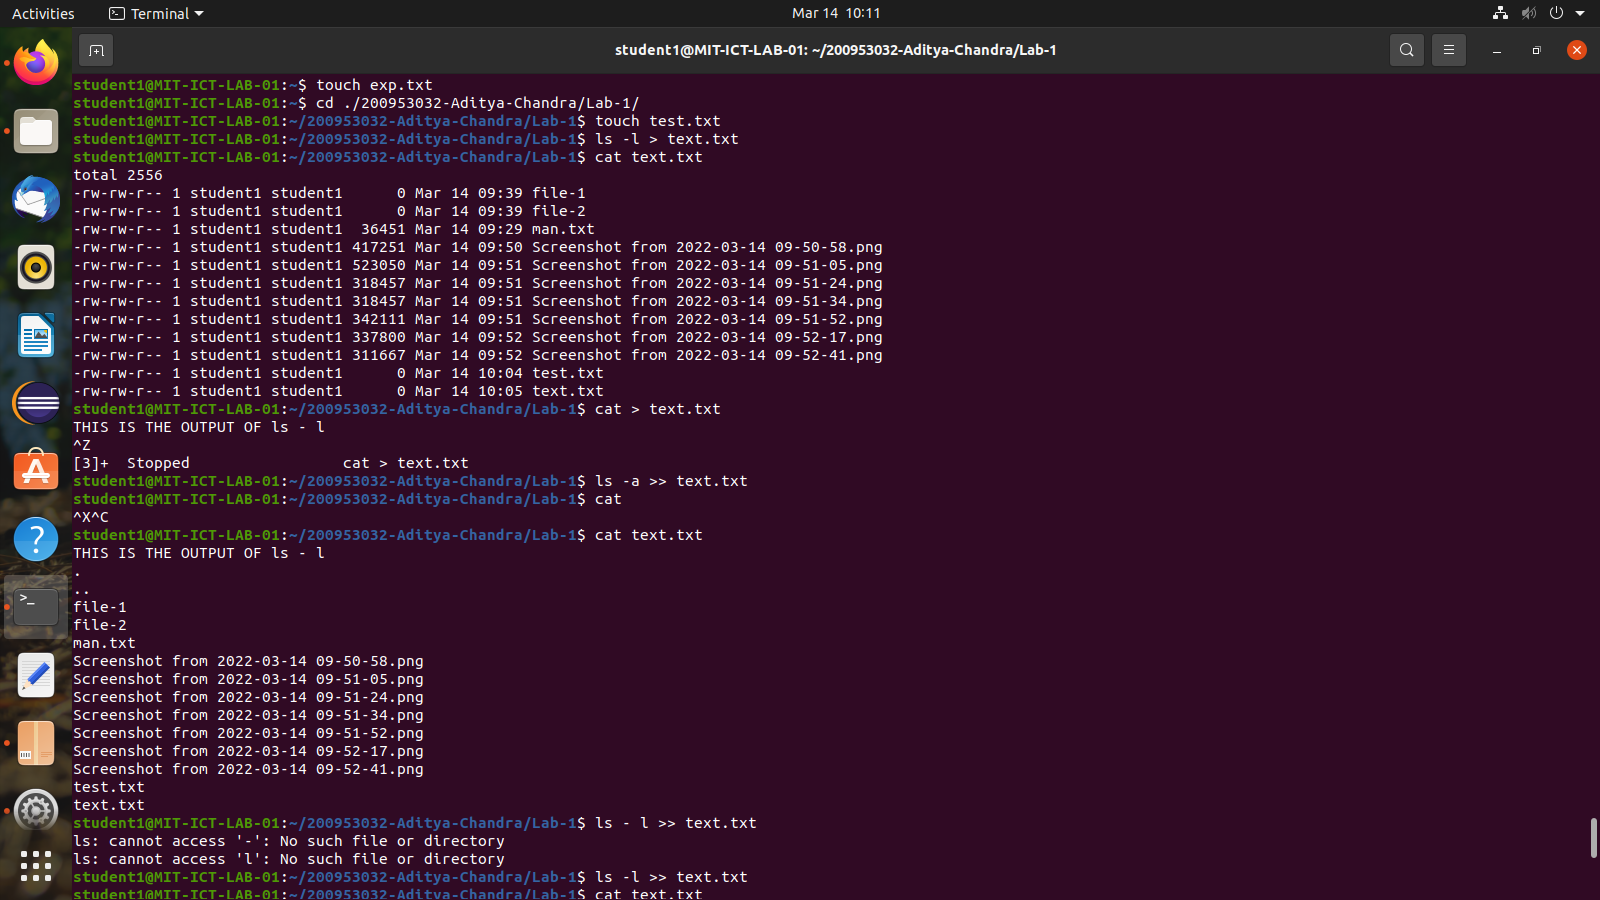 Activities
Terminal
Mar 14 10:11
student1@MIT-ICT-LAB-01: ~/200953032-Aditya-Chandra/Lab-1
student1@MIT-ICT-LAB-01:~$ touch exp.txt
student1@MIT-ICT-LAB-01:~$ cd ./200953032-Aditya-Chandra/Lab-1/
student1@MIT-ICT-LAB-01:~/200953032-Aditya-Chandra/Lab-1$ touch test.txt
student1@MIT-ICT-LAB-01:~/200953032-Aditya-Chandra/Lab-1$ ls -l > text.txt
student1@MIT-ICT-LAB-01:~/200953032-Aditya-Chandra/Lab-1$ cat text.txt
total 2556
-rw-rw-r-- 1 student1 student1      0 Mar 14 09:39 file-1
-rw-rw-r-- 1 student1 student1      0 Mar 14 09:39 file-2
-rw-rw-r-- 1 student1 student1  36451 Mar 14 09:29 man.txt
-rw-rw-r-- 1 student1 student1 417251 Mar 14 09:50 Screenshot from 2022-03-14 09-50-58.png
-rw-rw-r-- 1 student1 student1 523050 Mar 14 09:51 Screenshot from 2022-03-14 09-51-05.png
-rw-rw-r-- 1 student1 student1 318457 Mar 14 09:51 Screenshot from 2022-03-14 09-51-24.png
-rw-rw-r-- 1 student1 student1 318457 Mar 14 09:51 Screenshot from 2022-03-14 09-51-34.png
-rw-rw-r-- 1 student1 student1 342111 Mar 14 09:51 Screenshot from 2022-03-14 09-51-52.png
-rw-rw-r-- 1 student1 student1 337800 Mar 14 09:52 Screenshot from 2022-03-14 09-52-17.png
-rw-rw-r-- 1 student1 student1 311667 Mar 14 09:52 Screenshot from 2022-03-14 09-52-41.png
-rw-rw-r-- 1 student1 student1      0 Mar 14 10:04 test.txt
-rw-rw-r-- 1 student1 student1      0 Mar 14 10:05 text.txt
student1@MIT-ICT-LAB-01:~/200953032-Aditya-Chandra/Lab-1$ cat > text.txt
THIS IS THE OUTPUT OF ls - l
^Z
[3]+  Stopped                 cat > text.txt
student1@MIT-ICT-LAB-01:~/200953032-Aditya-Chandra/Lab-1$ ls -a >> text.txt
student1@MIT-ICT-LAB-01:~/200953032-Aditya-Chandra/Lab-1$ cat
^X^C
student1@MIT-ICT-LAB-01:~/200953032-Aditya-Chandra/Lab-1$ cat text.txt
THIS IS THE OUTPUT OF ls - l
.
..
file-1
file-2
man.txt
Screenshot from 2022-03-14 09-50-58.png
Screenshot from 2022-03-14 09-51-05.png
Screenshot from 2022-03-14 09-51-24.png
Screenshot from 2022-03-14 09-51-34.png
Screenshot from 2022-03-14 09-51-52.png
Screenshot from 2022-03-14 09-52-17.png
Screenshot from 2022-03-14 09-52-41.png
test.txt
text.txt
student1@MIT-ICT-LAB-01:~/200953032-Aditya-Chandra/Lab-1$ ls - l >> text.txt
ls: cannot access '-': No such file or directory
ls: cannot access 'l': No such file or directory
student1@MIT-ICT-LAB-01:~/200953032-Aditya-Chandra/Lab-1$ ls -l >> text.txt
student1@MIT-ICT-LAB-01:~/200953032-Aditya-Chandra/Lab-1$ cat text.txt